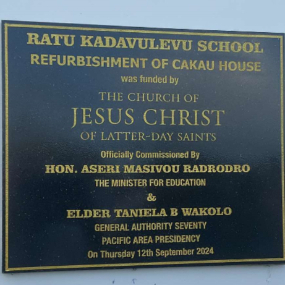 RATU KADAVULEVU SCHOOL
REFURBISHMENT OF CAKAU HOUSE
was funded by
THE CHURCH OF
JESUS CHRIST
OF LATTER-DAY SAINTS
Officially Commissioned By
HON. ASERI MASIVOU RADRODRO
THE MINISTER FOR EDUCATION
&
ELDER TANIELA B WAKOLO
GENERAL AUTHORITY SEVENTY
PACIFIC AREA PRESIDENCY
On Thursday 12th September 2024